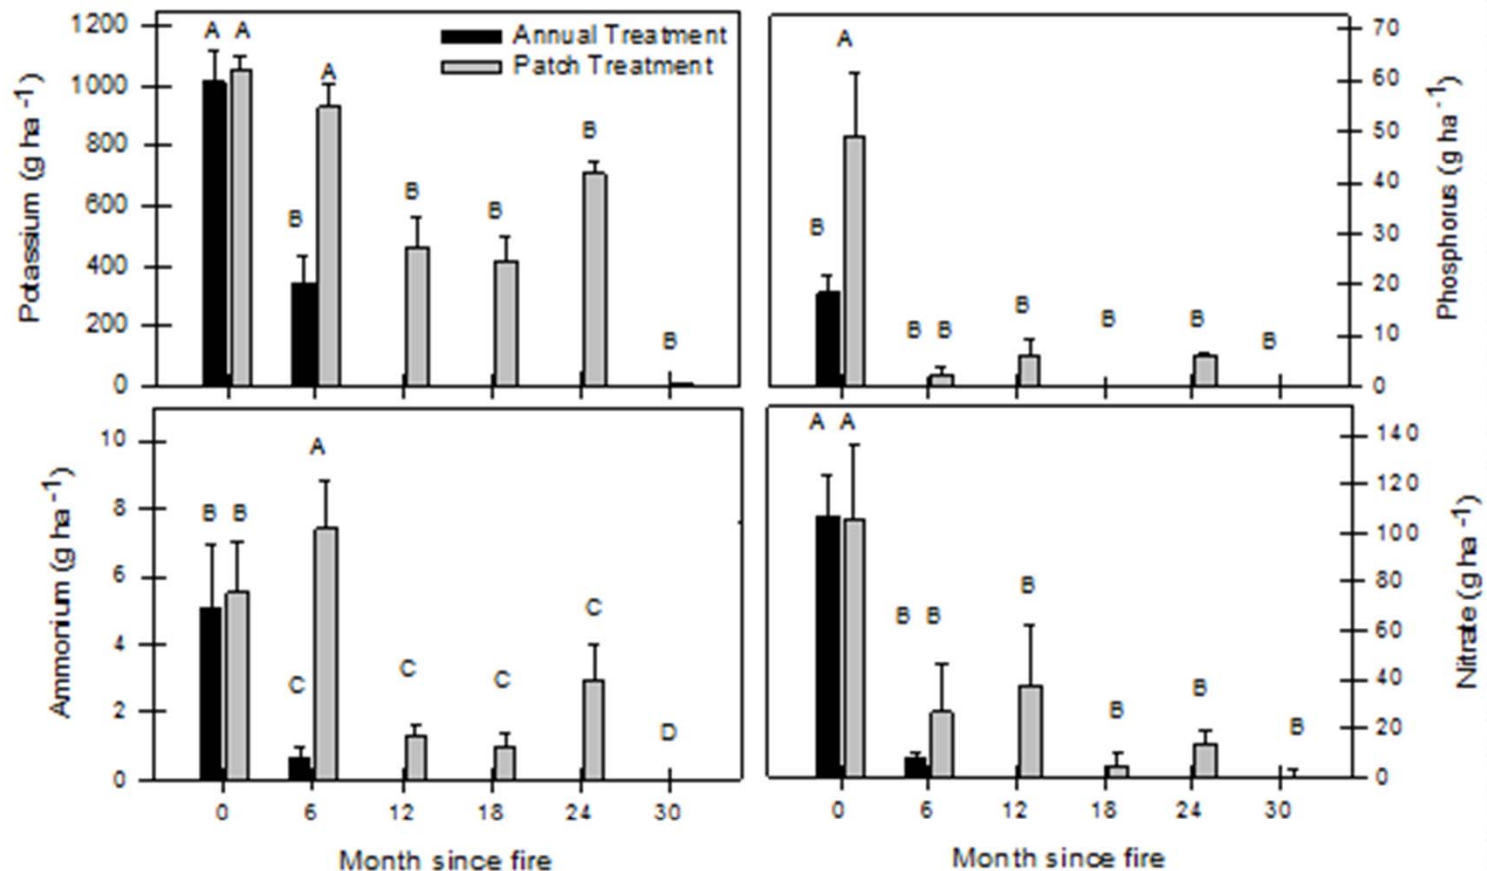 1200
1000
800
600
400
200
0
Potassium (g ha -1)
A A
B
A
B
B
B
B
Annual Treatment
Patch Treatment
70
60
50
40
30
20
10
0
Phosphorus (g ha -1)
B
A
B B
B
B
B
B
10
8
6
4
2
0
Ammonium (g ha -1)
B B
C
A
C
C
C
D
0 6 12 18 24 30
Month since fire
140
120
100
80
60
40
20
0
Nitrate (g ha -1)
A A
B B
B
B
B
B
0 6 12 18 24 30
Month since fire